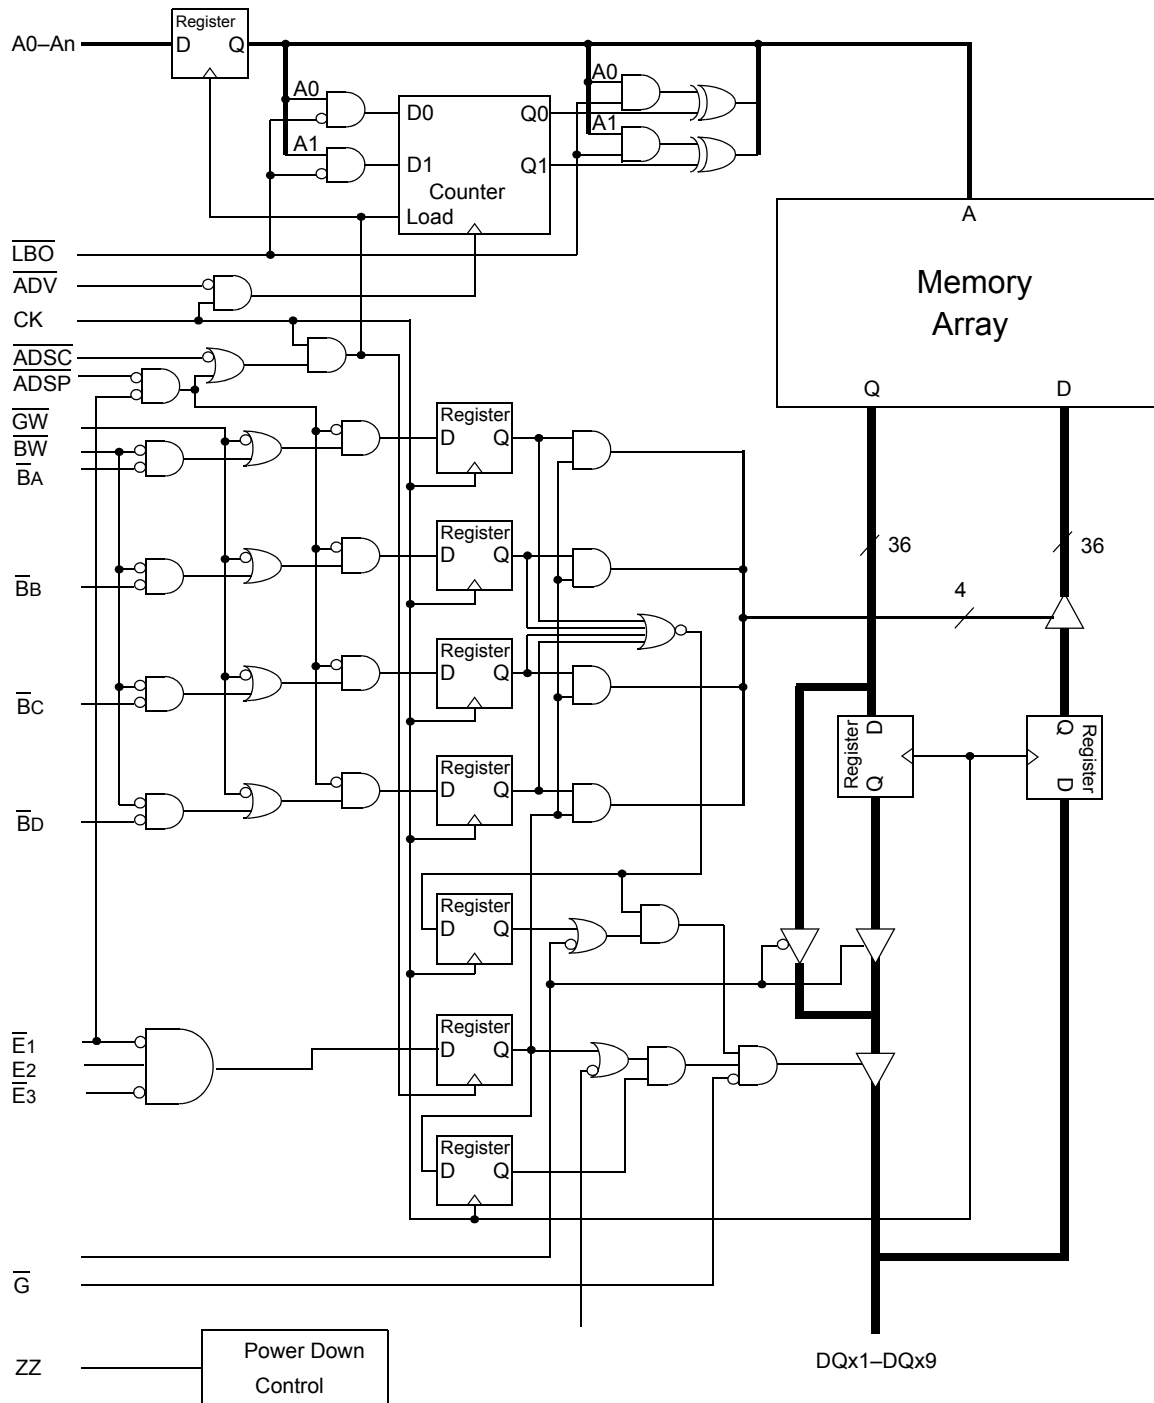 Register
A0–An
D Q
A0
A0
D0 Q0
A1
A1
D1 Q1
Counter
Load
A
LBO
ADV
Memory
CK
Array
ADSC
ADSP
Q D
GW
Register
BW
D Q
BA
Register
D Q
36 36
BB
4
Register
D Q
BC
D Q
Register Register
Q D
Register
D Q
BD
Register
D Q
Register
E1
D Q
E2
E3
Register
D Q
G
Power Down
ZZ
DQx1–DQx9
Control